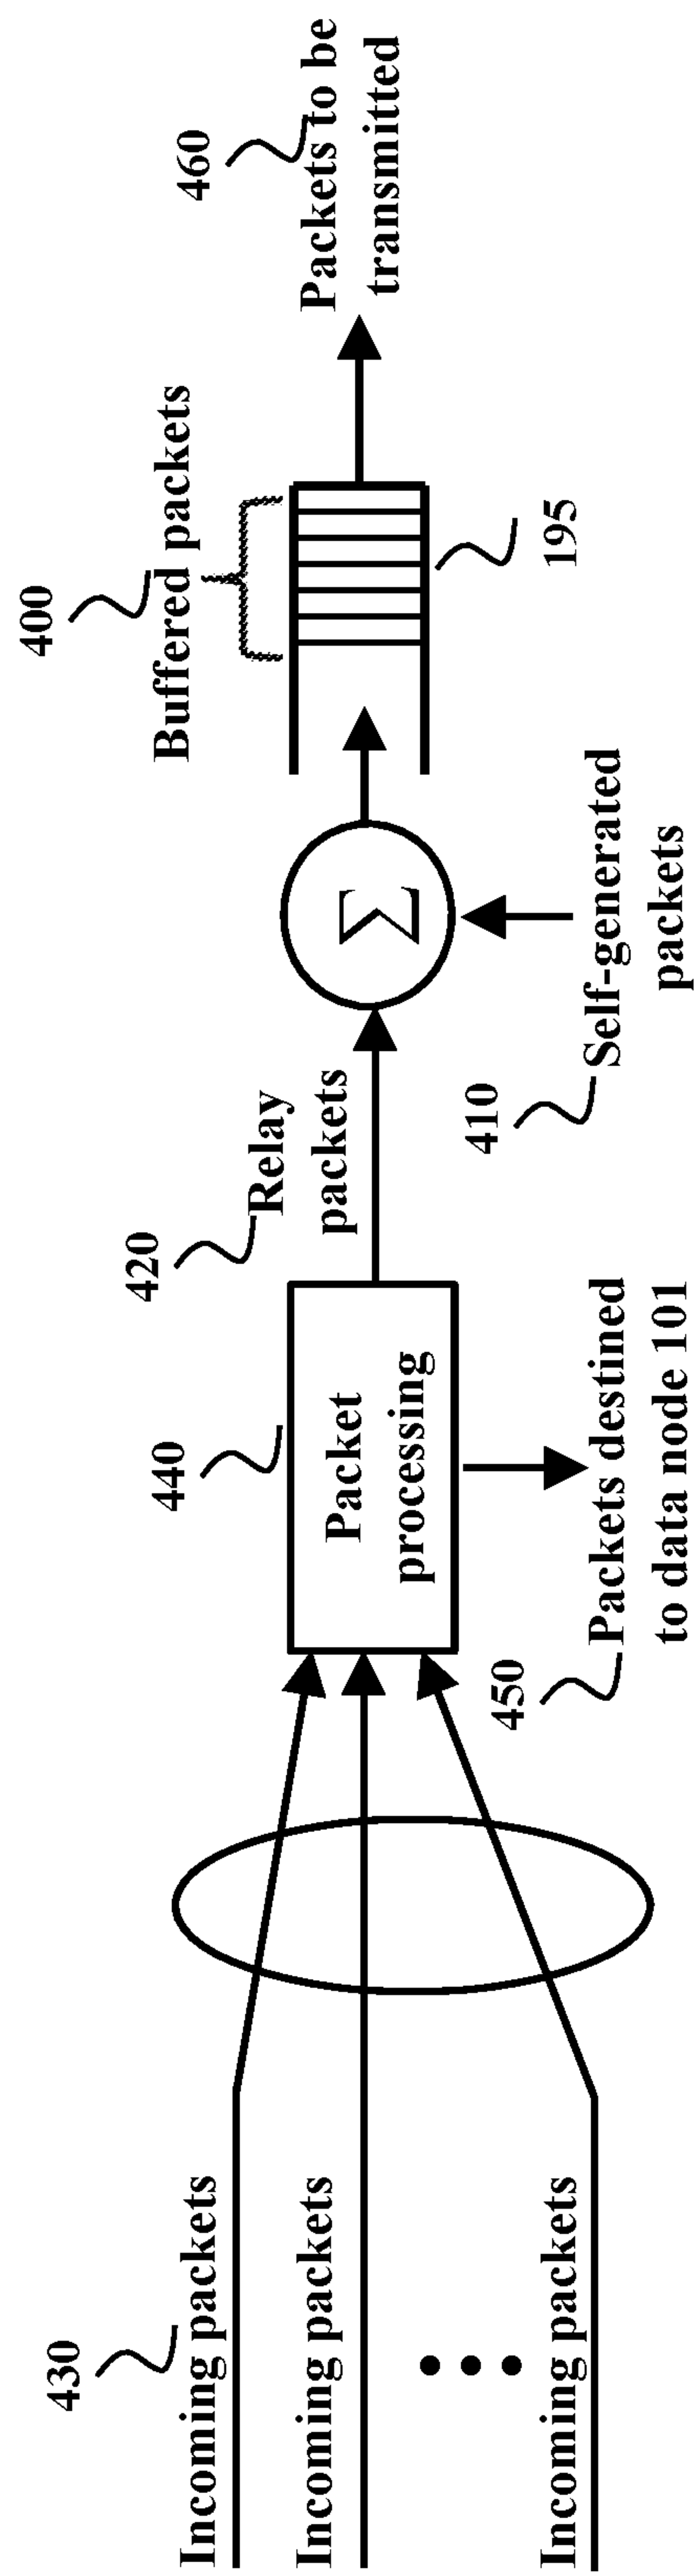 430
Incoming packets
Incoming packets
Incoming packets
440
Packet
processing
450
Packets destined
to data node 101
420
Relay
packets
Σ
410
Self-generated
packets
400
Buffered packets
195
460
Packets to be
transmitted